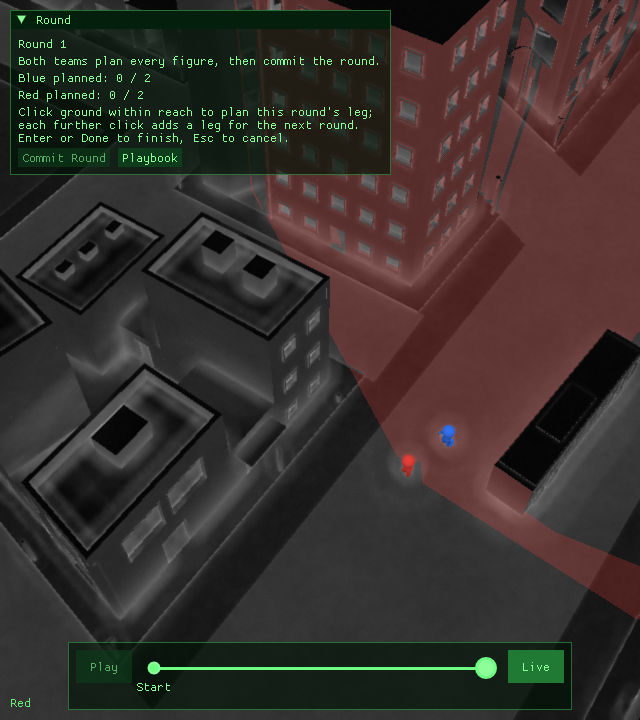 Round
Round 1
Both teams plan every figure, then commit the round.
Blue planned: 0 / 2
Red planned: 0 / 2
Click ground within reach to plan this round's leg;
each further click adds a leg for the next round.
Enter or Done to finish, Esc to cancel.
Commit Round Playbook
Play Live
Start
Red